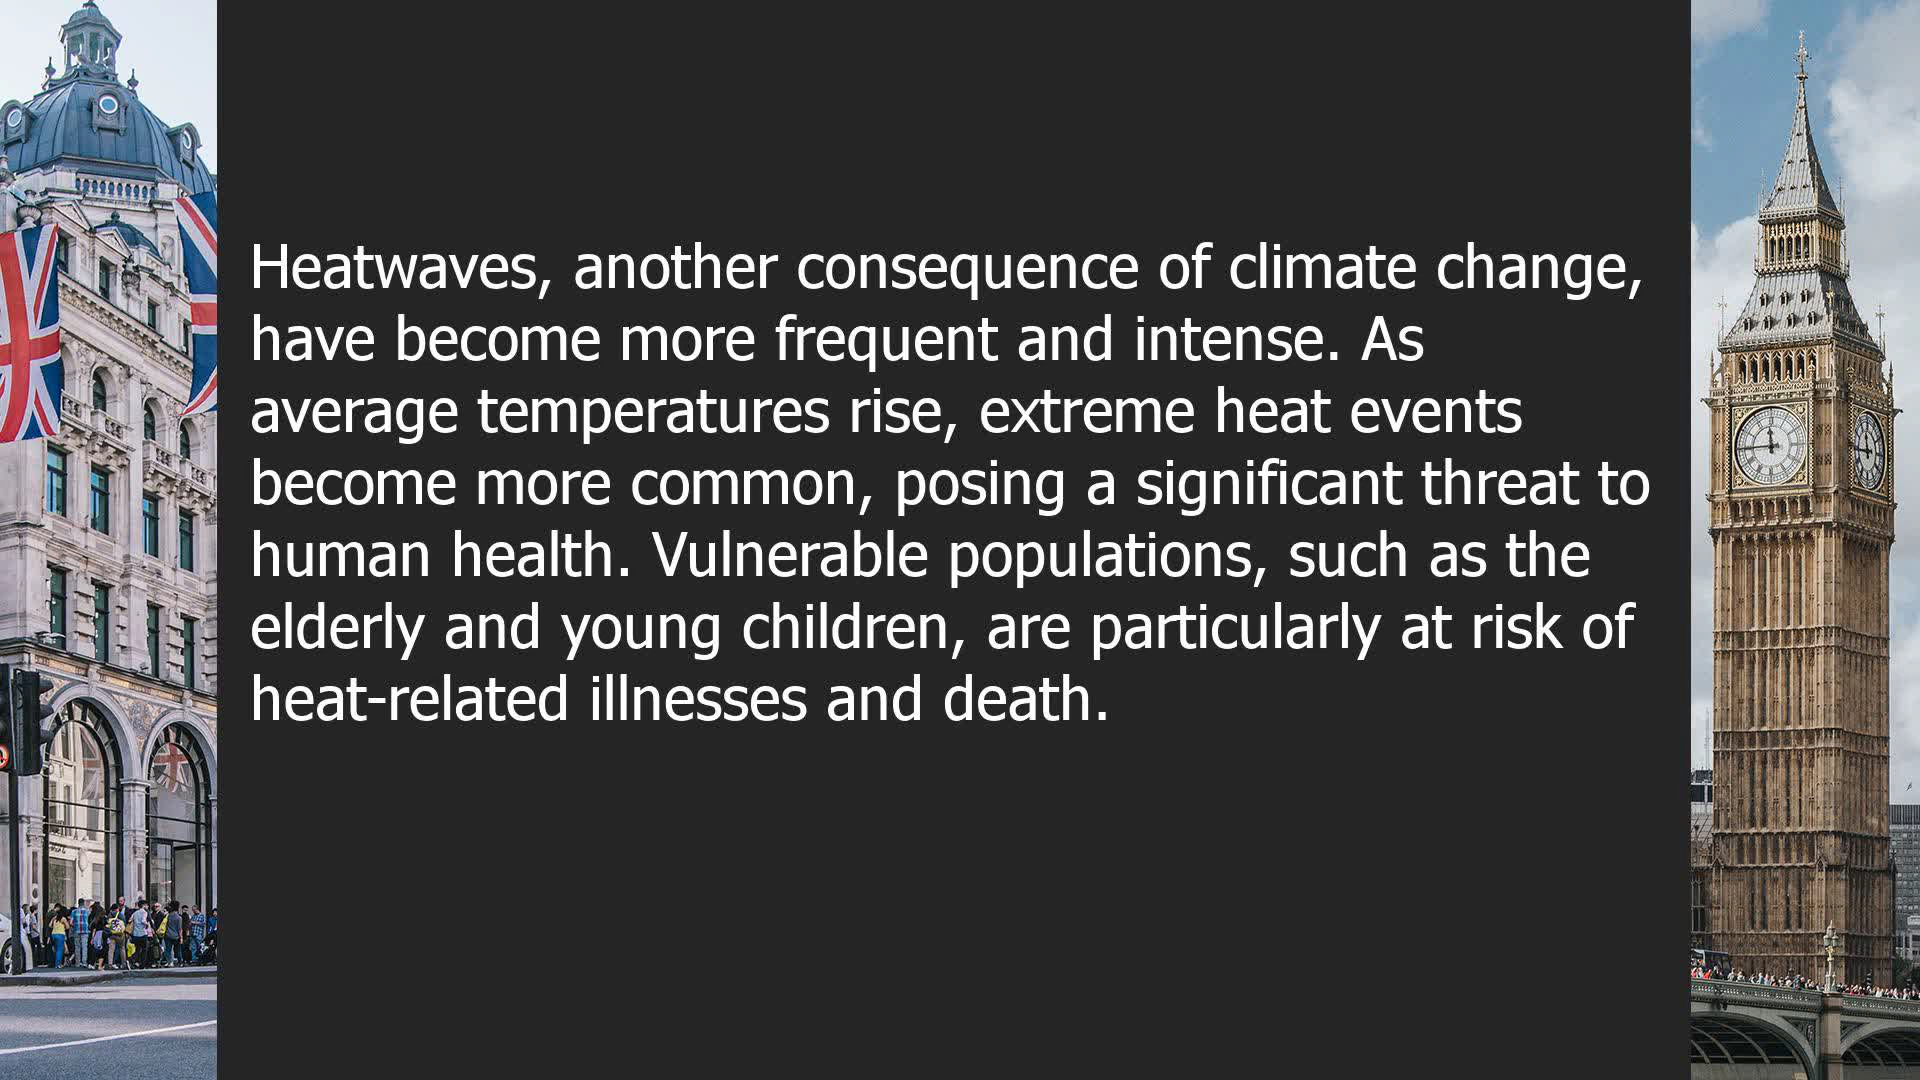 Heatwaves, another consequence of climate change,
have become more frequent and intense. As
average temperatures rise, extreme heat events
become more common, posing a significant threat to
human health. Vulnerable populations, such as the
elderly and young children, are particularly at risk of
heat-related illnesses and death.